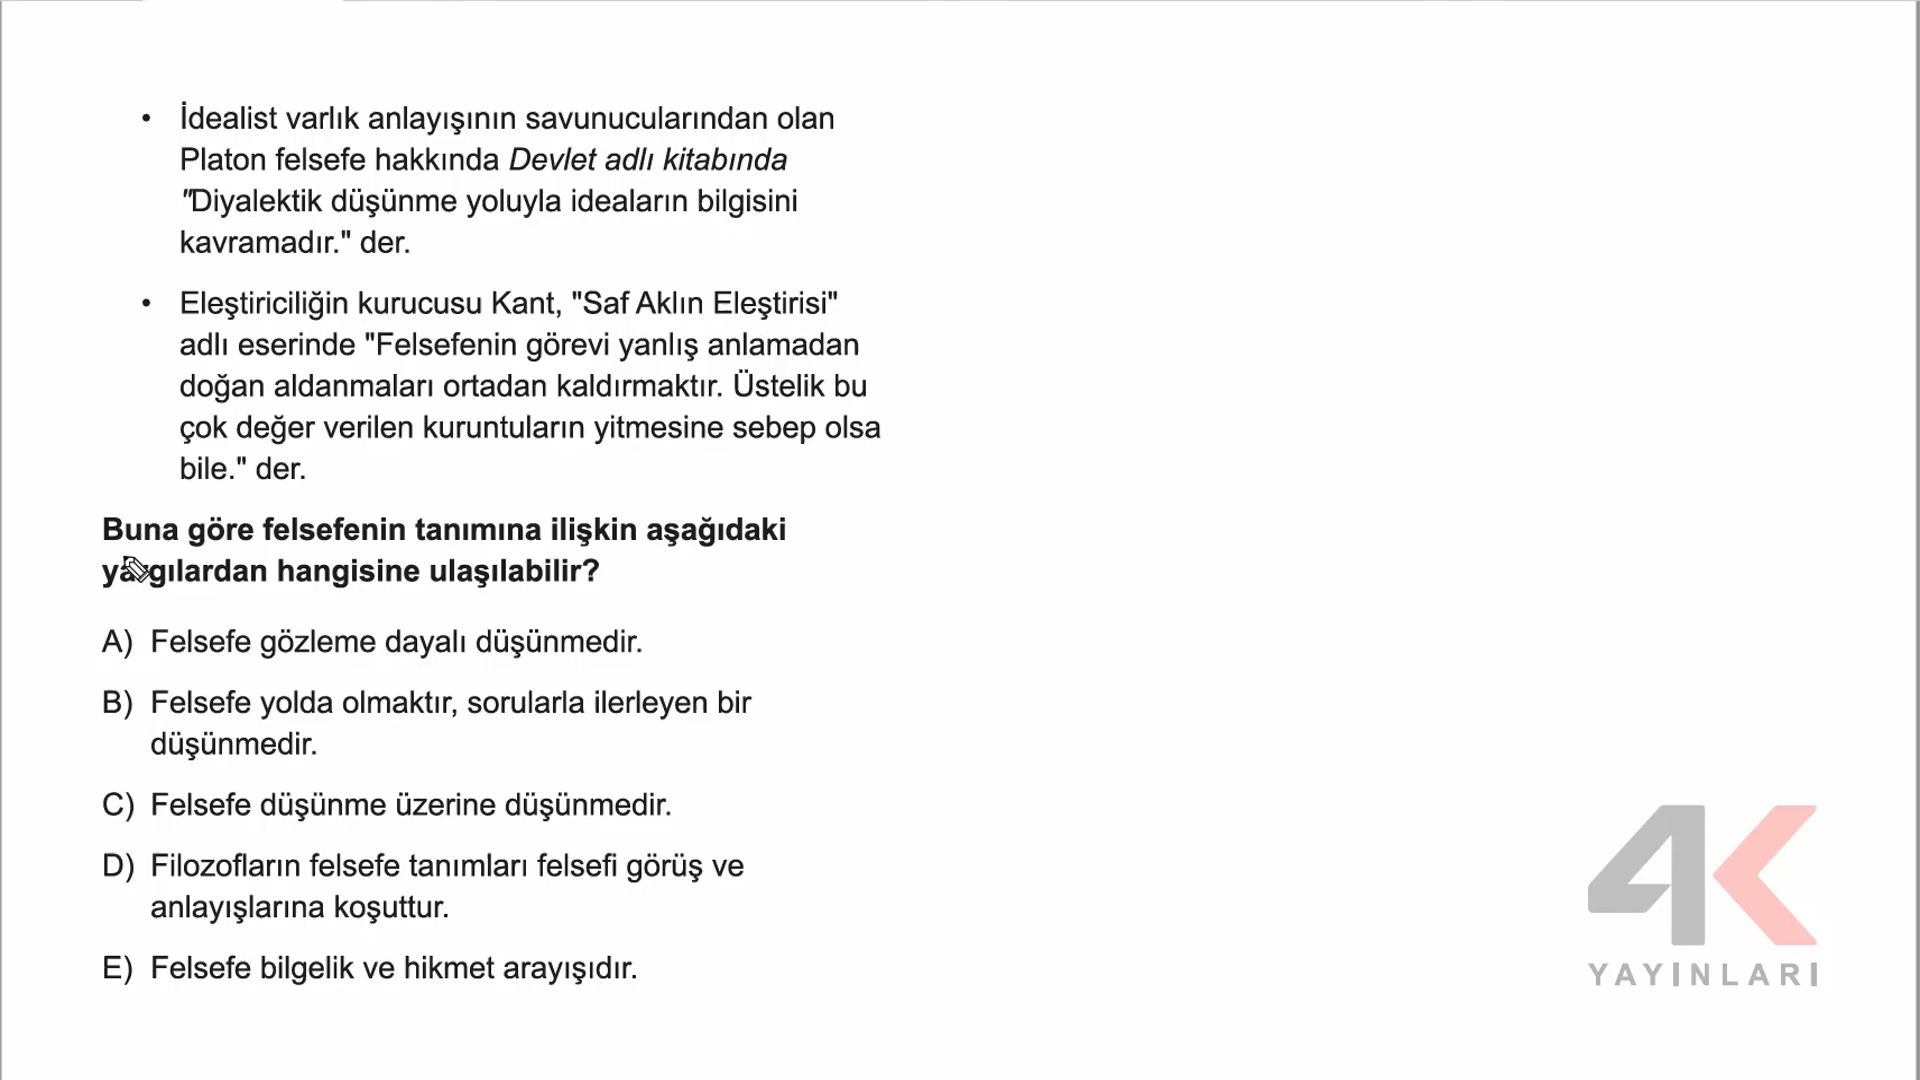 • İdealist varlık anlayışının savunucularından olan
Platon felsefe hakkında Devlet adlı kitabında
"Diyalektik düşünme yoluyla ideaların bilgisini
kavramadır." der.
• Eleştiriciliğin kurucusu Kant, "Saf Aklın Eleştirisi"
adlı eserinde "Felsefenin görevi yanlış anlamadan
doğan aldanmaları ortadan kaldırmaktır. Üstelik bu
çok değer verilen kuruntuların yitmesine sebep olsa
bile." der.
Buna göre felsefenin tanımına ilişkin aşağıdaki
yargılardan hangisine ulaşılabilir?
A) Felsefe gözleme dayalı düşünmedir.
B) Felsefe yolda olmaktır, sorularla ilerleyen bir
düşünmedir.
C) Felsefe düşünme üzerine düşünmedir.
D) Filozofların felsefe tanımları felsefi görüş ve
anlayışlarına koşuttur.
E) Felsefe bilgelik ve hikmet arayışıdır.
4K
YAYINLARI